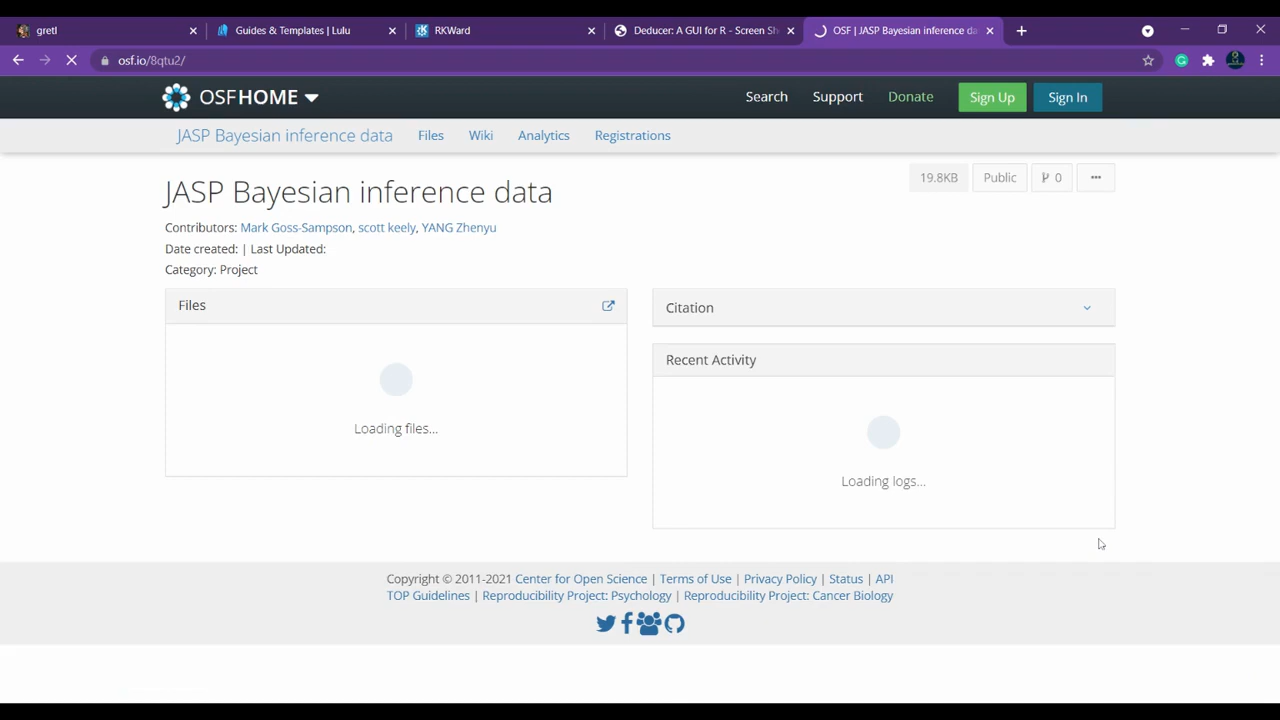 gretl
Guides & Templates | Lulu
RKWard
Deducer: A GUI for R - Screen Sh
OSF | JASP Bayesian inference da
osf.io/8qtu2/
OSFHOME
Search
Support
Donate
Sign Up
Sign In
JASP Bayesian inference data
Files
Wiki
Analytics
Registrations
JASP Bayesian inference data
19.8KB
Public
0
Contributors: Mark Goss-Sampson, scott keely, YANG Zhenyu
Date created: | Last Updated:
Category: Project
Files
Loading files...
Citation
Recent Activity
Loading logs...
Copyright © 2011-2021 Center for Open Science | Terms of Use | Privacy Policy | Status | API
TOP Guidelines | Reproducibility Project: Psychology | Reproducibility Project: Cancer Biology